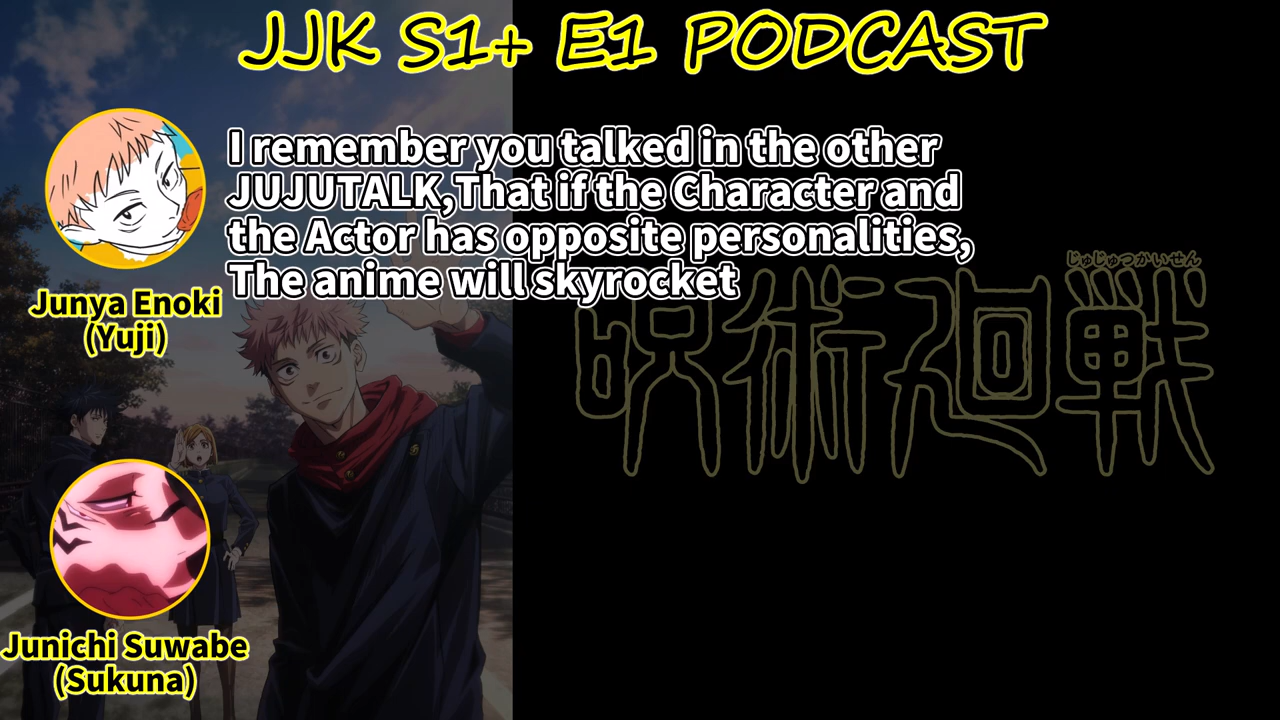 JJK S1+ E1 PODCAST
I remember you talked in the other
JUJUTALK,That if the Character and
the Actor has opposite personalities,
The anime will skyrocket
Junya Enoki
(Yuji)
じゅじゅつかいせん
呪術廻戦
Junichi Suwabe
(Sukuna)